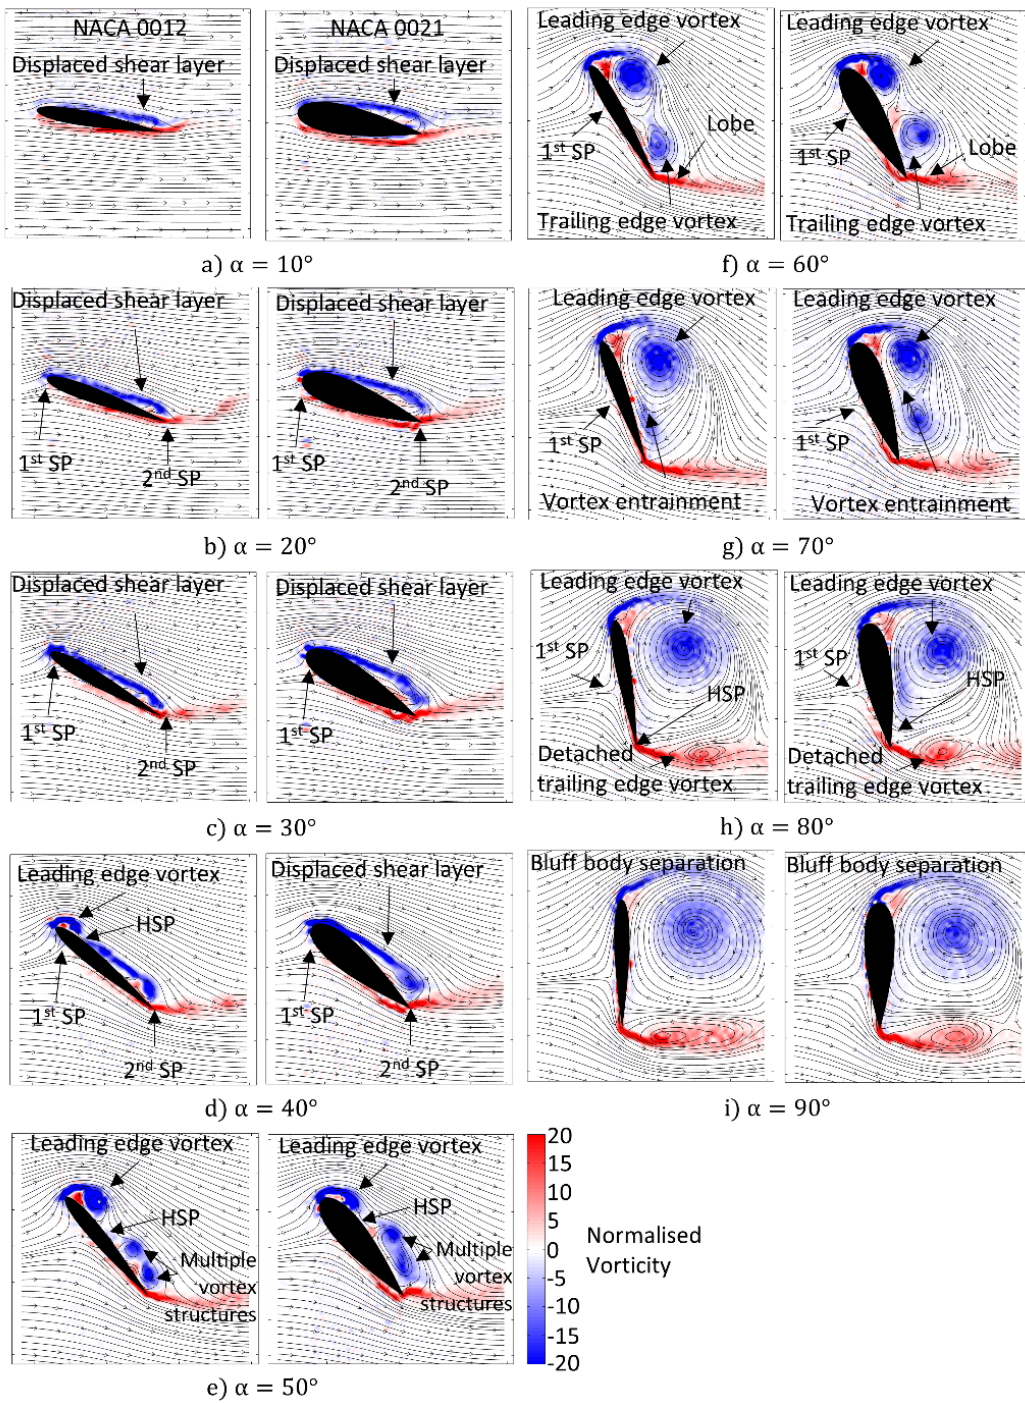 NACA 0012
Displaced shear layer
NACA 0021
Displaced shear layer
a) α = 10°
Displaced shear layer
1st SP
2nd SP
Displaced shear layer
1st SP
2nd SP
b) α = 20°
Displaced shear layer
1st SP
2nd SP
Displaced shear layer
1st SP
c) α = 30°
Leading edge vortex
HSP
1st SP
2nd SP
Displaced shear layer
1st SP
2nd SP
d) α = 40°
Leading edge vortex
HSP
Multiple
vortex
structures
Leading edge vortex
HSP
Multiple
vortex
structures
e) α = 50°
Leading edge vortex
1st SP
Lobe
Trailing edge vortex
Leading edge vortex
1st SP
Lobe
Trailing edge vortex
f) α = 60°
Leading edge vortex
1st SP
Vortex entrainment
Leading edge vortex
1st SP
Vortex entrainment
g) α = 70°
Leading edge vortex
1st SP
HSP
Detached
trailing edge vortex
Leading edge vortex
1st SP
HSP
Detached
trailing edge vortex
h) α = 80°
Bluff body separation
Bluff body separation
i) α = 90°
20
15
10
5
0
-5
-10
-15
-20
Normalised
Vorticity